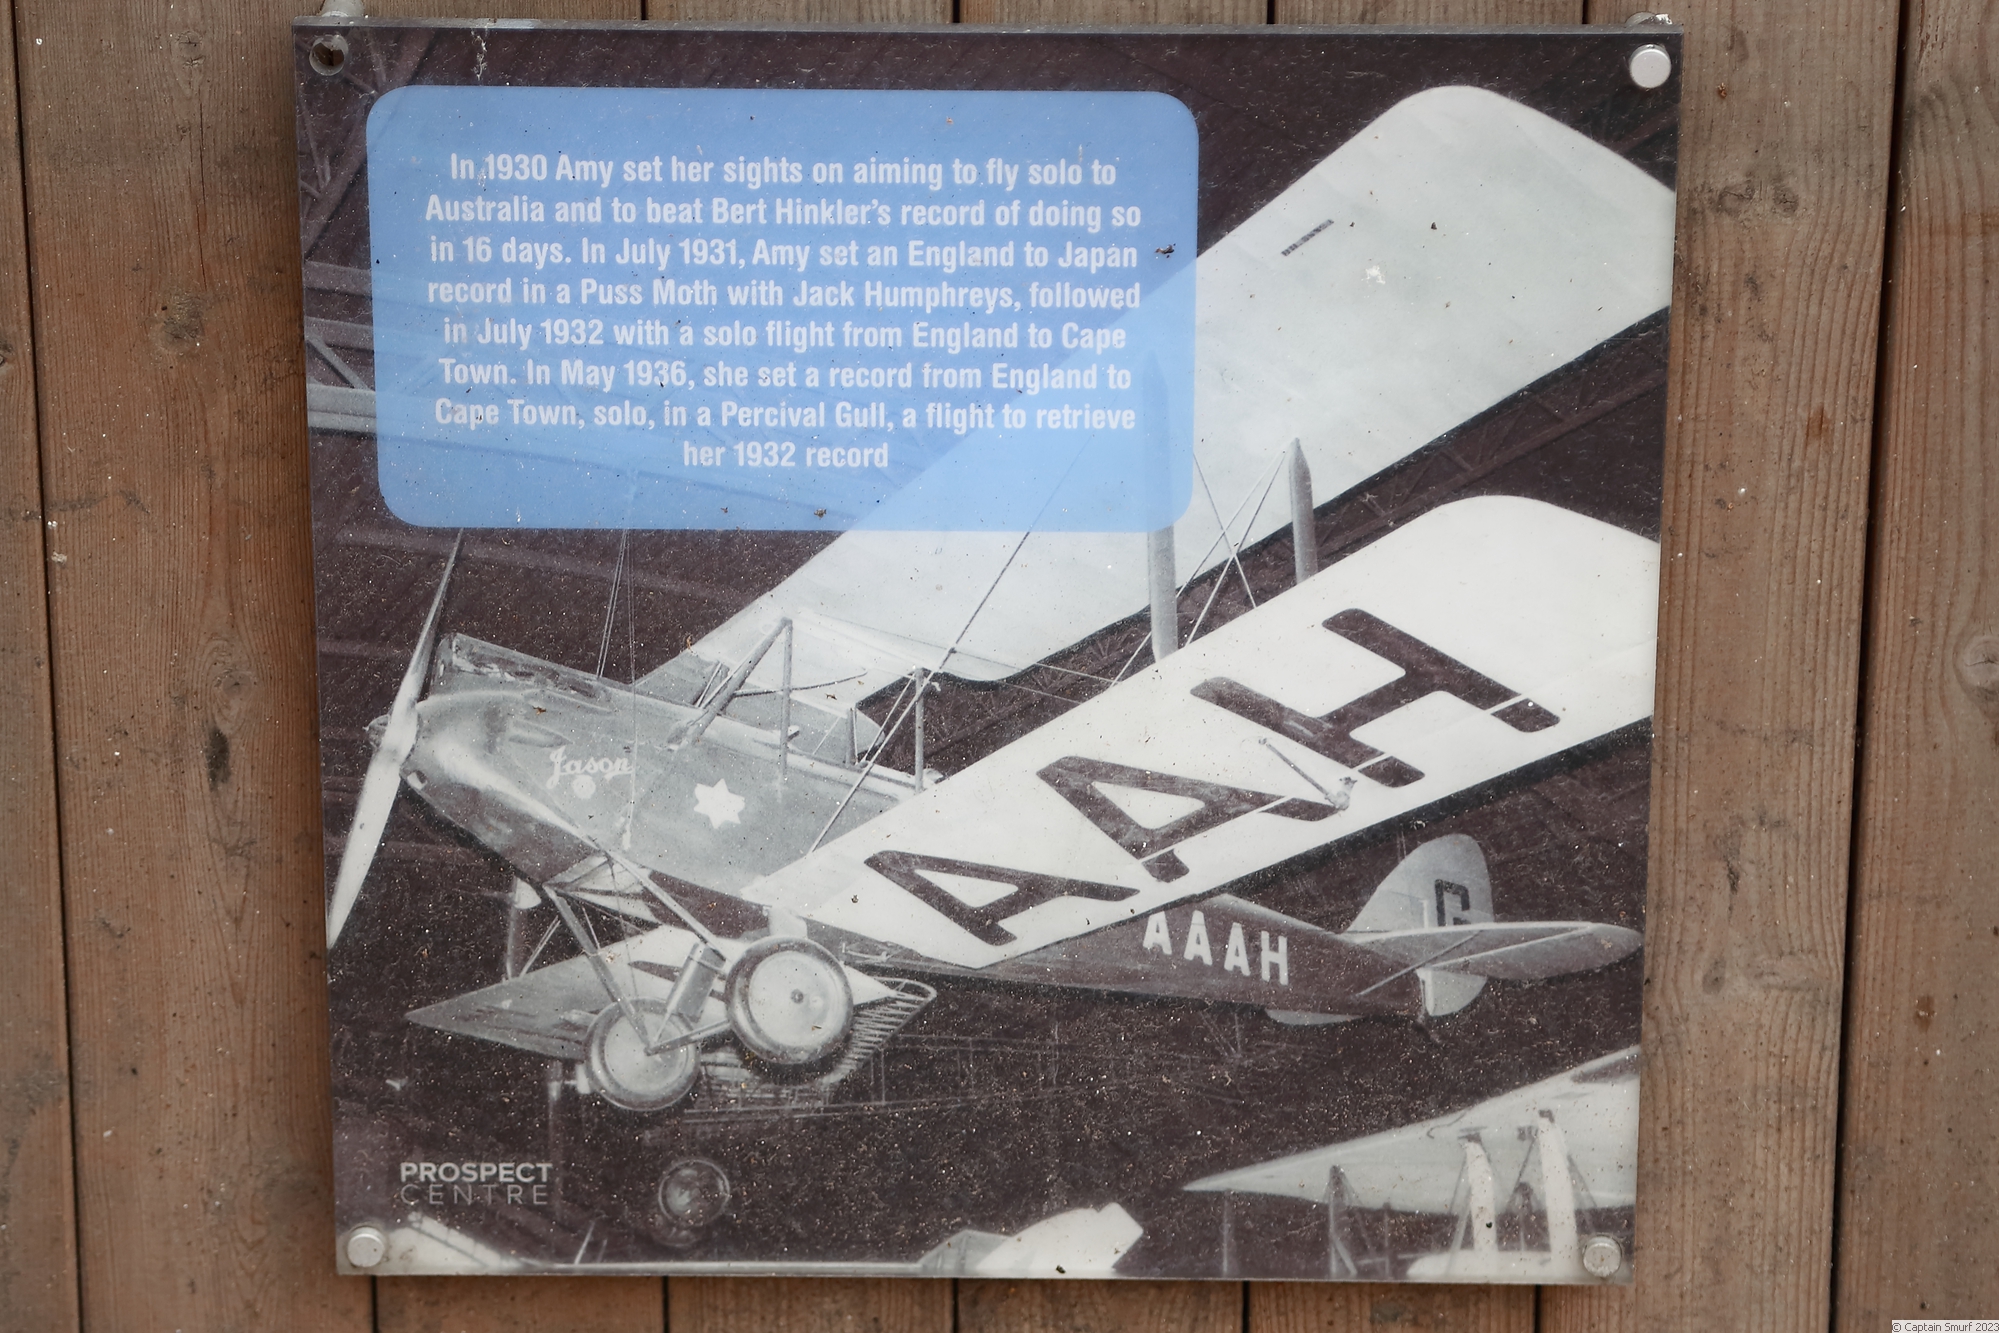 In 1930 Amy set her sights on aiming to fly solo to
Australia and to beat Bert Hinkler's record of doing so
in 16 days. In July 1931, Amy set an England to Japan
record in a Puss Moth with Jack Humphreys, followed
in July 1932 with a solo flight from England to Cape
Town. In May 1936, she set a record from England to
Cape Town, solo, in a Percival Gull, a flight to retrieve
her 1932 record
Jason
AAH
G
AAAH
PROSPECT
CENTRE
© Captain Smurf 2023